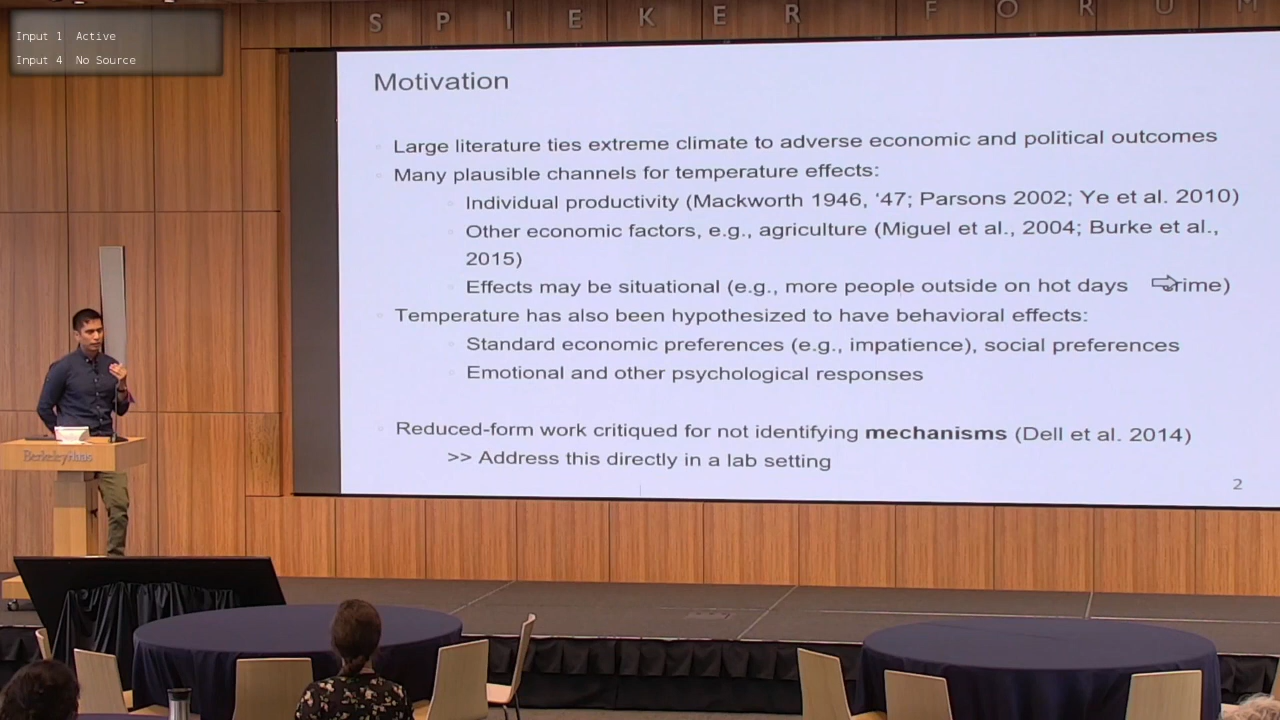 Input 1 Active
Input 4 No Source
SPIEKER FORUM
Motivation
Large literature ties extreme climate to adverse economic and political outcomes
Many plausible channels for temperature effects:
Individual productivity (Mackworth 1946, '47; Parsons 2002; Ye et al. 2010)
Other economic factors, e.g., agriculture (Miguel et al., 2004; Burke et al.,
2015)
Effects may be situational (e.g., more people outside on hot days ⇨ crime)
Temperature has also been hypothesized to have behavioral effects:
Standard economic preferences (e.g., impatience), social preferences
Emotional and other psychological responses
Reduced-form work critiqued for not identifying mechanisms (Dell et al. 2014)
>> Address this directly in a lab setting
2
BerkeleyHaas